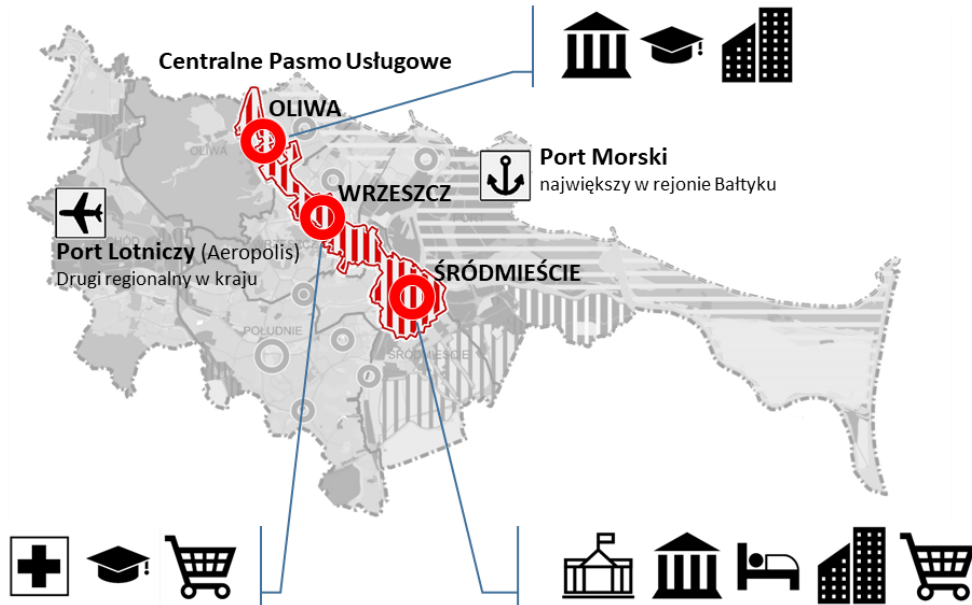 Centralne Pasmo Usługowe
OLIWA
OLIWA
Port Morski
największy w rejonie Bałtyku
WRZESZCZ
PORT
Port Lotniczy (Aeropolis)
Drugi regionalny w kraju
ŚRÓDMIEŚCIE
POŁUDNIE
ŚRÓDMIEŚCIE